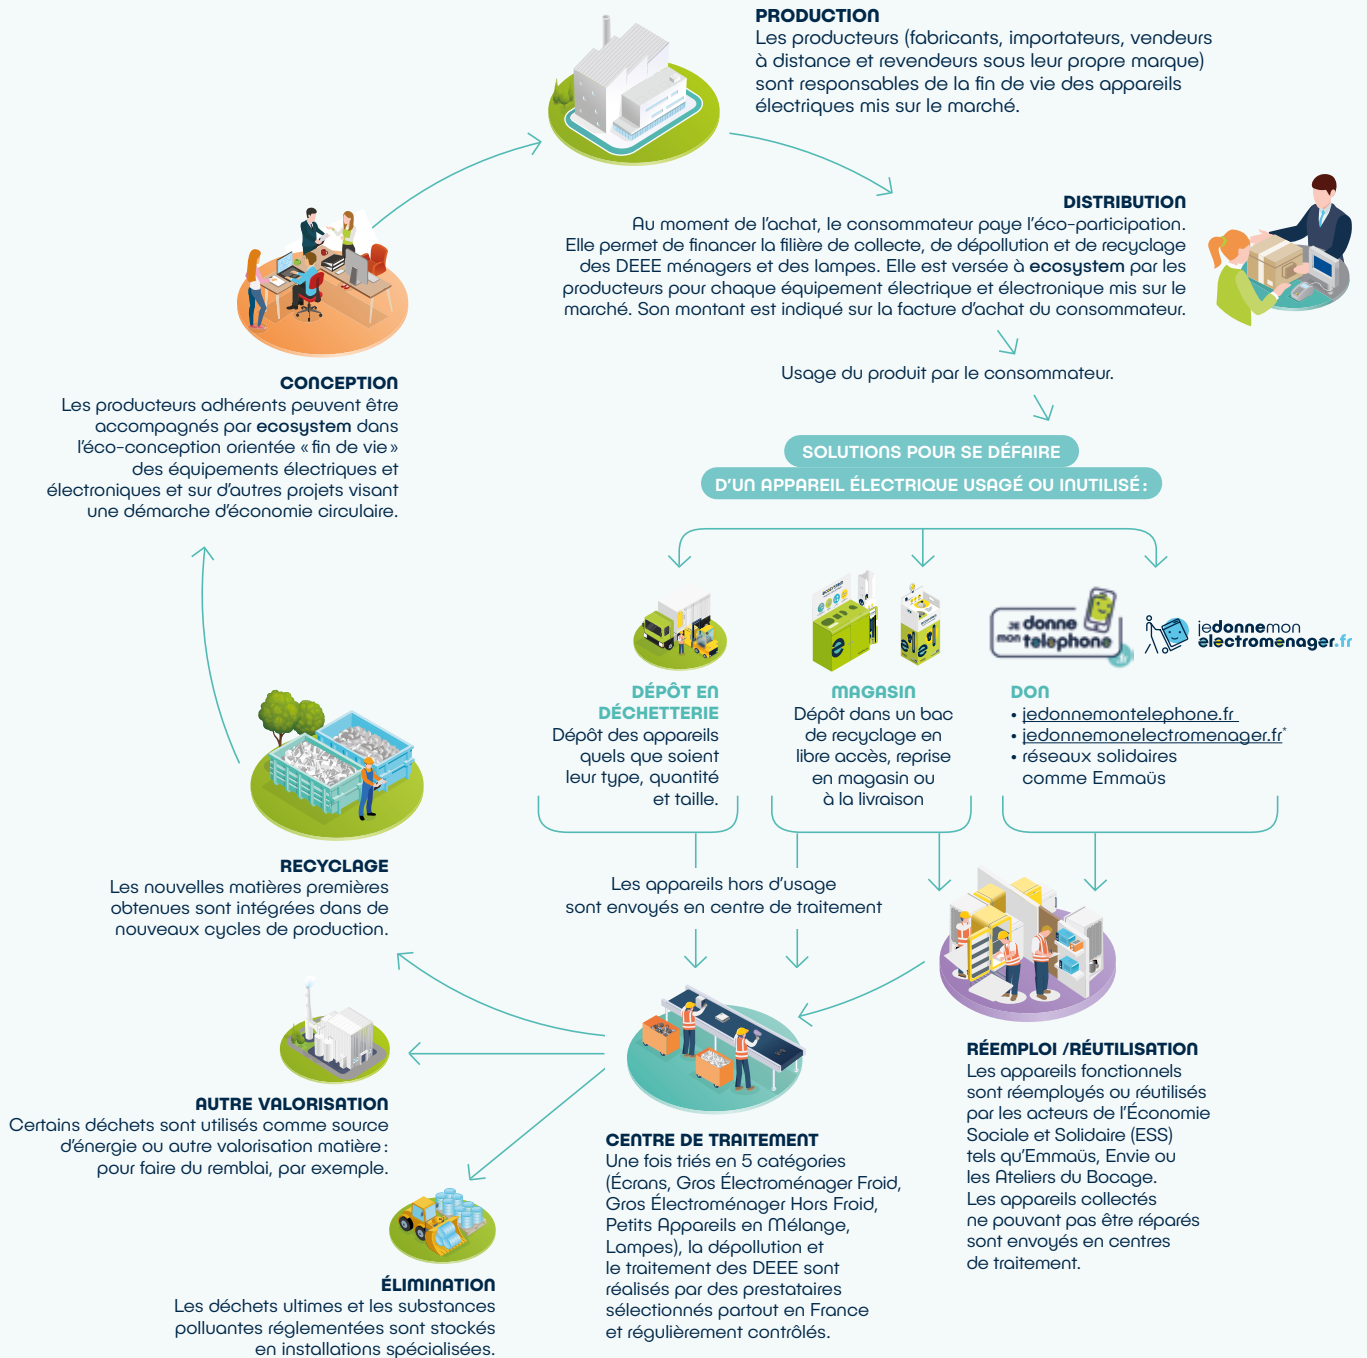 PRODUCTION
Les producteurs (fabricants, importateurs, vendeurs
à distance et revendeurs sous leur propre marque)
sont responsables de la fin de vie des appareils
électriques mis sur le marché.
DISTRIBUTION
Au moment de l'achat, le consommateur paye l'éco-participation.
Elle permet de financer la filière de collecte, de dépollution et de recyclage
des DEEE ménagers et des lampes. Elle est versée à ecosystem par les
producteurs pour chaque équipement électrique et électronique mis sur le
marché. Son montant est indiqué sur la facture d'achat du consommateur.
Usage du produit par le consommateur.
SOLUTIONS POUR SE DÉFAIRE
D'UN APPAREIL ÉLECTRIQUE USAGÉ OU INUTILISÉ :
DÉPÔT EN
DÉCHETTERIE
Dépôt des appareils
quels que soient
leur type, quantité
et taille.
ecosystem
MAGASIN
Dépôt dans un bac
de recyclage en
libre accès, reprise
en magasin ou
à la livraison
JE donne
mon telephone
.fr
jedonnemon
electromenager.fr
DON
• jedonnemontelephone.fr
• jedonnemonelectromenager.fr*
• réseaux solidaires
comme Emmaüs
Les appareils hors d'usage
sont envoyés en centre de traitement
RÉEMPLOI /RÉUTILISATION
Les appareils fonctionnels
sont réemployés ou réutilisés
par les acteurs de l'Économie
Sociale et Solidaire (ESS)
tels qu'Emmaüs, Envie ou
les Ateliers du Bocage.
Les appareils collectés
ne pouvant pas être réparés
sont envoyés en centres
de traitement.
CENTRE DE TRAITEMENT
Une fois triés en 5 catégories
(Écrans, Gros Électroménager Froid,
Gros Électroménager Hors Froid,
Petits Appareils en Mélange,
Lampes), la dépollution et
le traitement des DEEE sont
réalisés par des prestataires
sélectionnés partout en France
et régulièrement contrôlés.
ÉLIMINATION
Les déchets ultimes et les substances
polluantes réglementées sont stockés
en installations spécialisées.
AUTRE VALORISATION
Certains déchets sont utilisés comme source
d'énergie ou autre valorisation matière :
pour faire du remblai, par exemple.
RECYCLAGE
Les nouvelles matières premières
obtenues sont intégrées dans de
nouveaux cycles de production.
CONCEPTION
Les producteurs adhérents peuvent être
accompagnés par ecosystem dans
l'éco-conception orientée « fin de vie »
des équipements électriques et
électroniques et sur d'autres projets visant
une démarche d'économie circulaire.